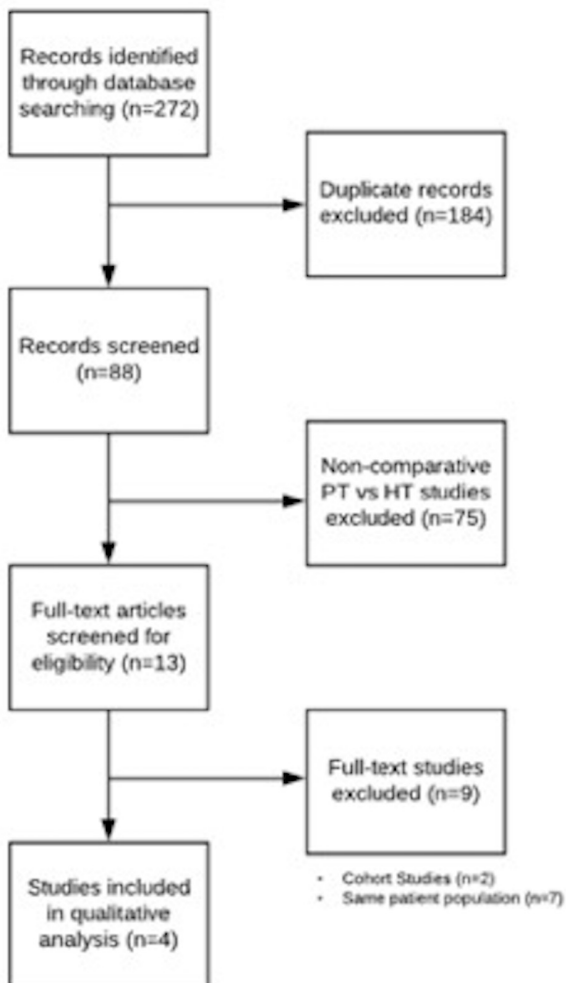 Records identified
through database
searching (n=272)
Duplicate records
excluded (n=184)
Records screened
(n=88)
Non-comparative
PT vs HT studies
excluded (n=75)
Full-text articles
screened for
eligibility (n=13)
Full-text studies
excluded (n=9)
• Cohort Studies (n=2)
• Same patient population (n=7)
Studies included
in qualitative
analysis (n=4)